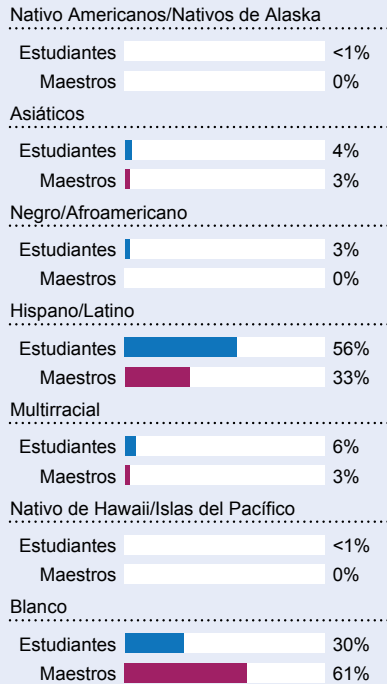 Nativo Americanos/Nativos de Alaska
Estudiantes <1%
Maestros 0%
Asiáticos
Estudiantes 4%
Maestros 3%
Negro/Afroamericano
Estudiantes 3%
Maestros 0%
Hispano/Latino
Estudiantes 56%
Maestros 33%
Multirracial
Estudiantes 6%
Maestros 3%
Nativo de Hawaii/Islas del Pacífico
Estudiantes <1%
Maestros 0%
Blanco
Estudiantes 30%
Maestros 61%